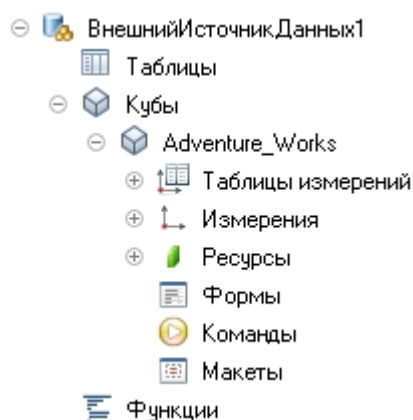 ВнешнийИсточникДанных1
Таблицы
Кубы
Adventure_Works
Таблицы измерений
Измерения
Ресурсы
Формы
Команды
Макеты
Функции